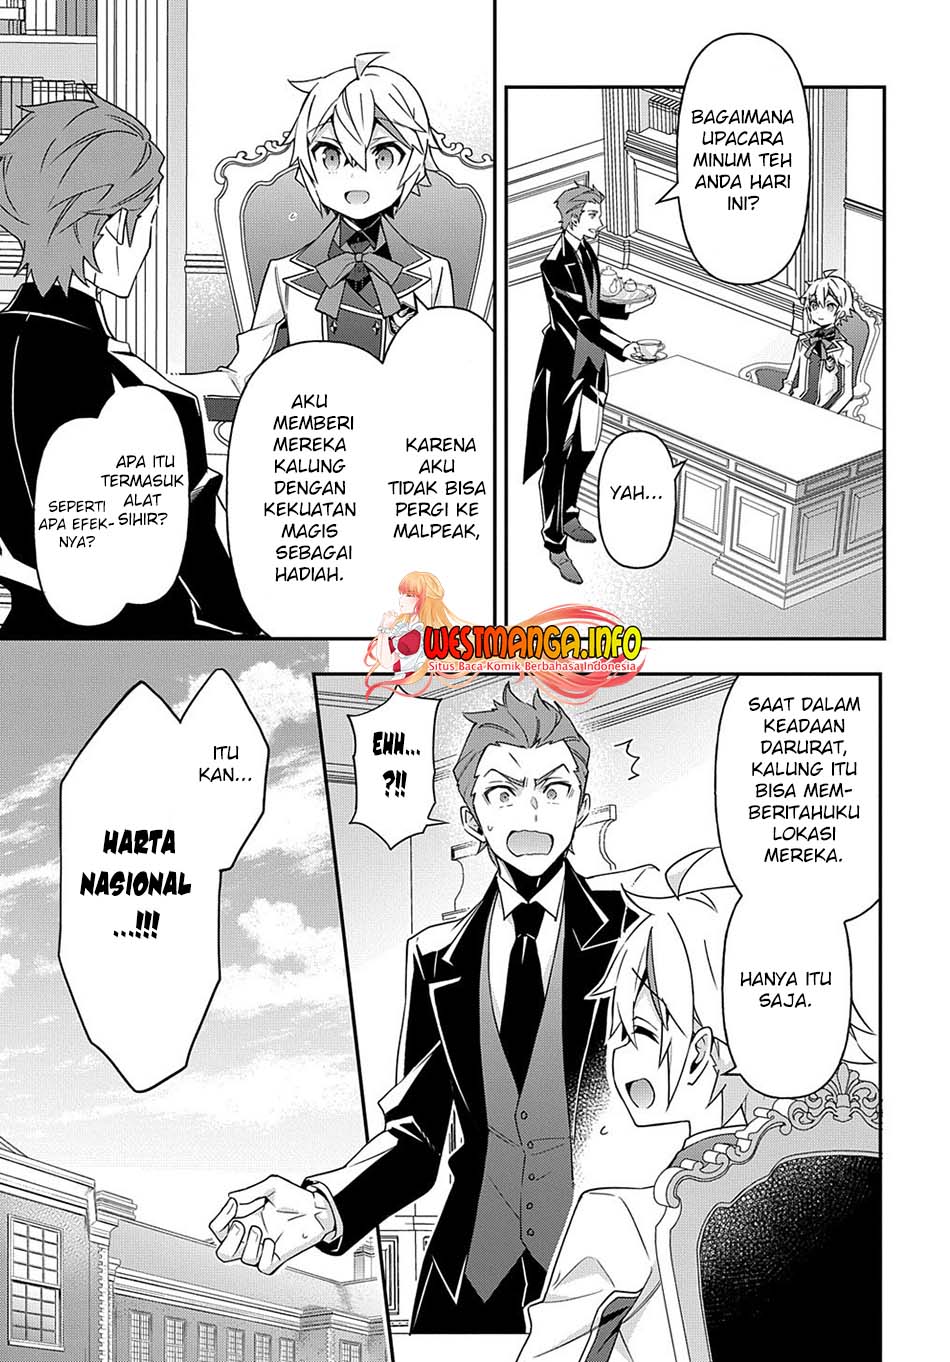 BAGAIMANA
UPACARA
MINUM TEH
ANDA HARI
INI?
YAH...
KARENA
AKU
TIDAK BISA
PERGI KE
MALPEAK,
AKU
MEMBERI
MEREKA
KALUNG
DENGAN
KEKUATAN
MAGIS
SEBAGAI
HADIAH.
APA ITU
TERMASUK
ALAT
SIHIR?
SEPERTI
APA EFEK-
NYA?
WESTMANGA.INFO
Situs Baca Komik Berbahasa Indonesia
SAAT DALAM
KEADAAN
DARURAT,
KALUNG ITU
BISA MEM-
BERITAHUKU
LOKASI
MEREKA.
HANYA ITU
SAJA.
EHH...
?!!
ITU
KAN...
HARTA
NASIONAL
...!!!